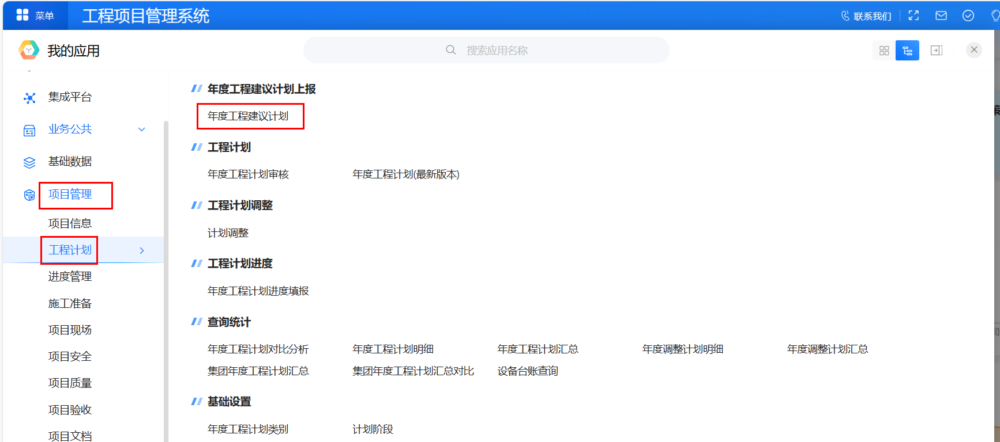 菜单
工程项目管理系统
联系我们
我的应用
搜索应用名称
集成平台
业务公共
基础数据
项目管理
项目信息
工程计划
进度管理
施工准备
项目现场
项目安全
项目质量
项目验收
项目文档
年度工程建议计划上报
年度工程建议计划
工程计划
年度工程计划审核 年度工程计划(最新版本)
工程计划调整
计划调整
工程计划进度
年度工程计划进度填报
查询统计
年度工程计划对比分析 年度工程计划明细 年度工程计划汇总 年度调整计划明细 年度调整计划汇总
集团年度工程计划汇总 集团年度工程计划汇总对比 设备台账查询
基础设置
年度工程计划类别 计划阶段